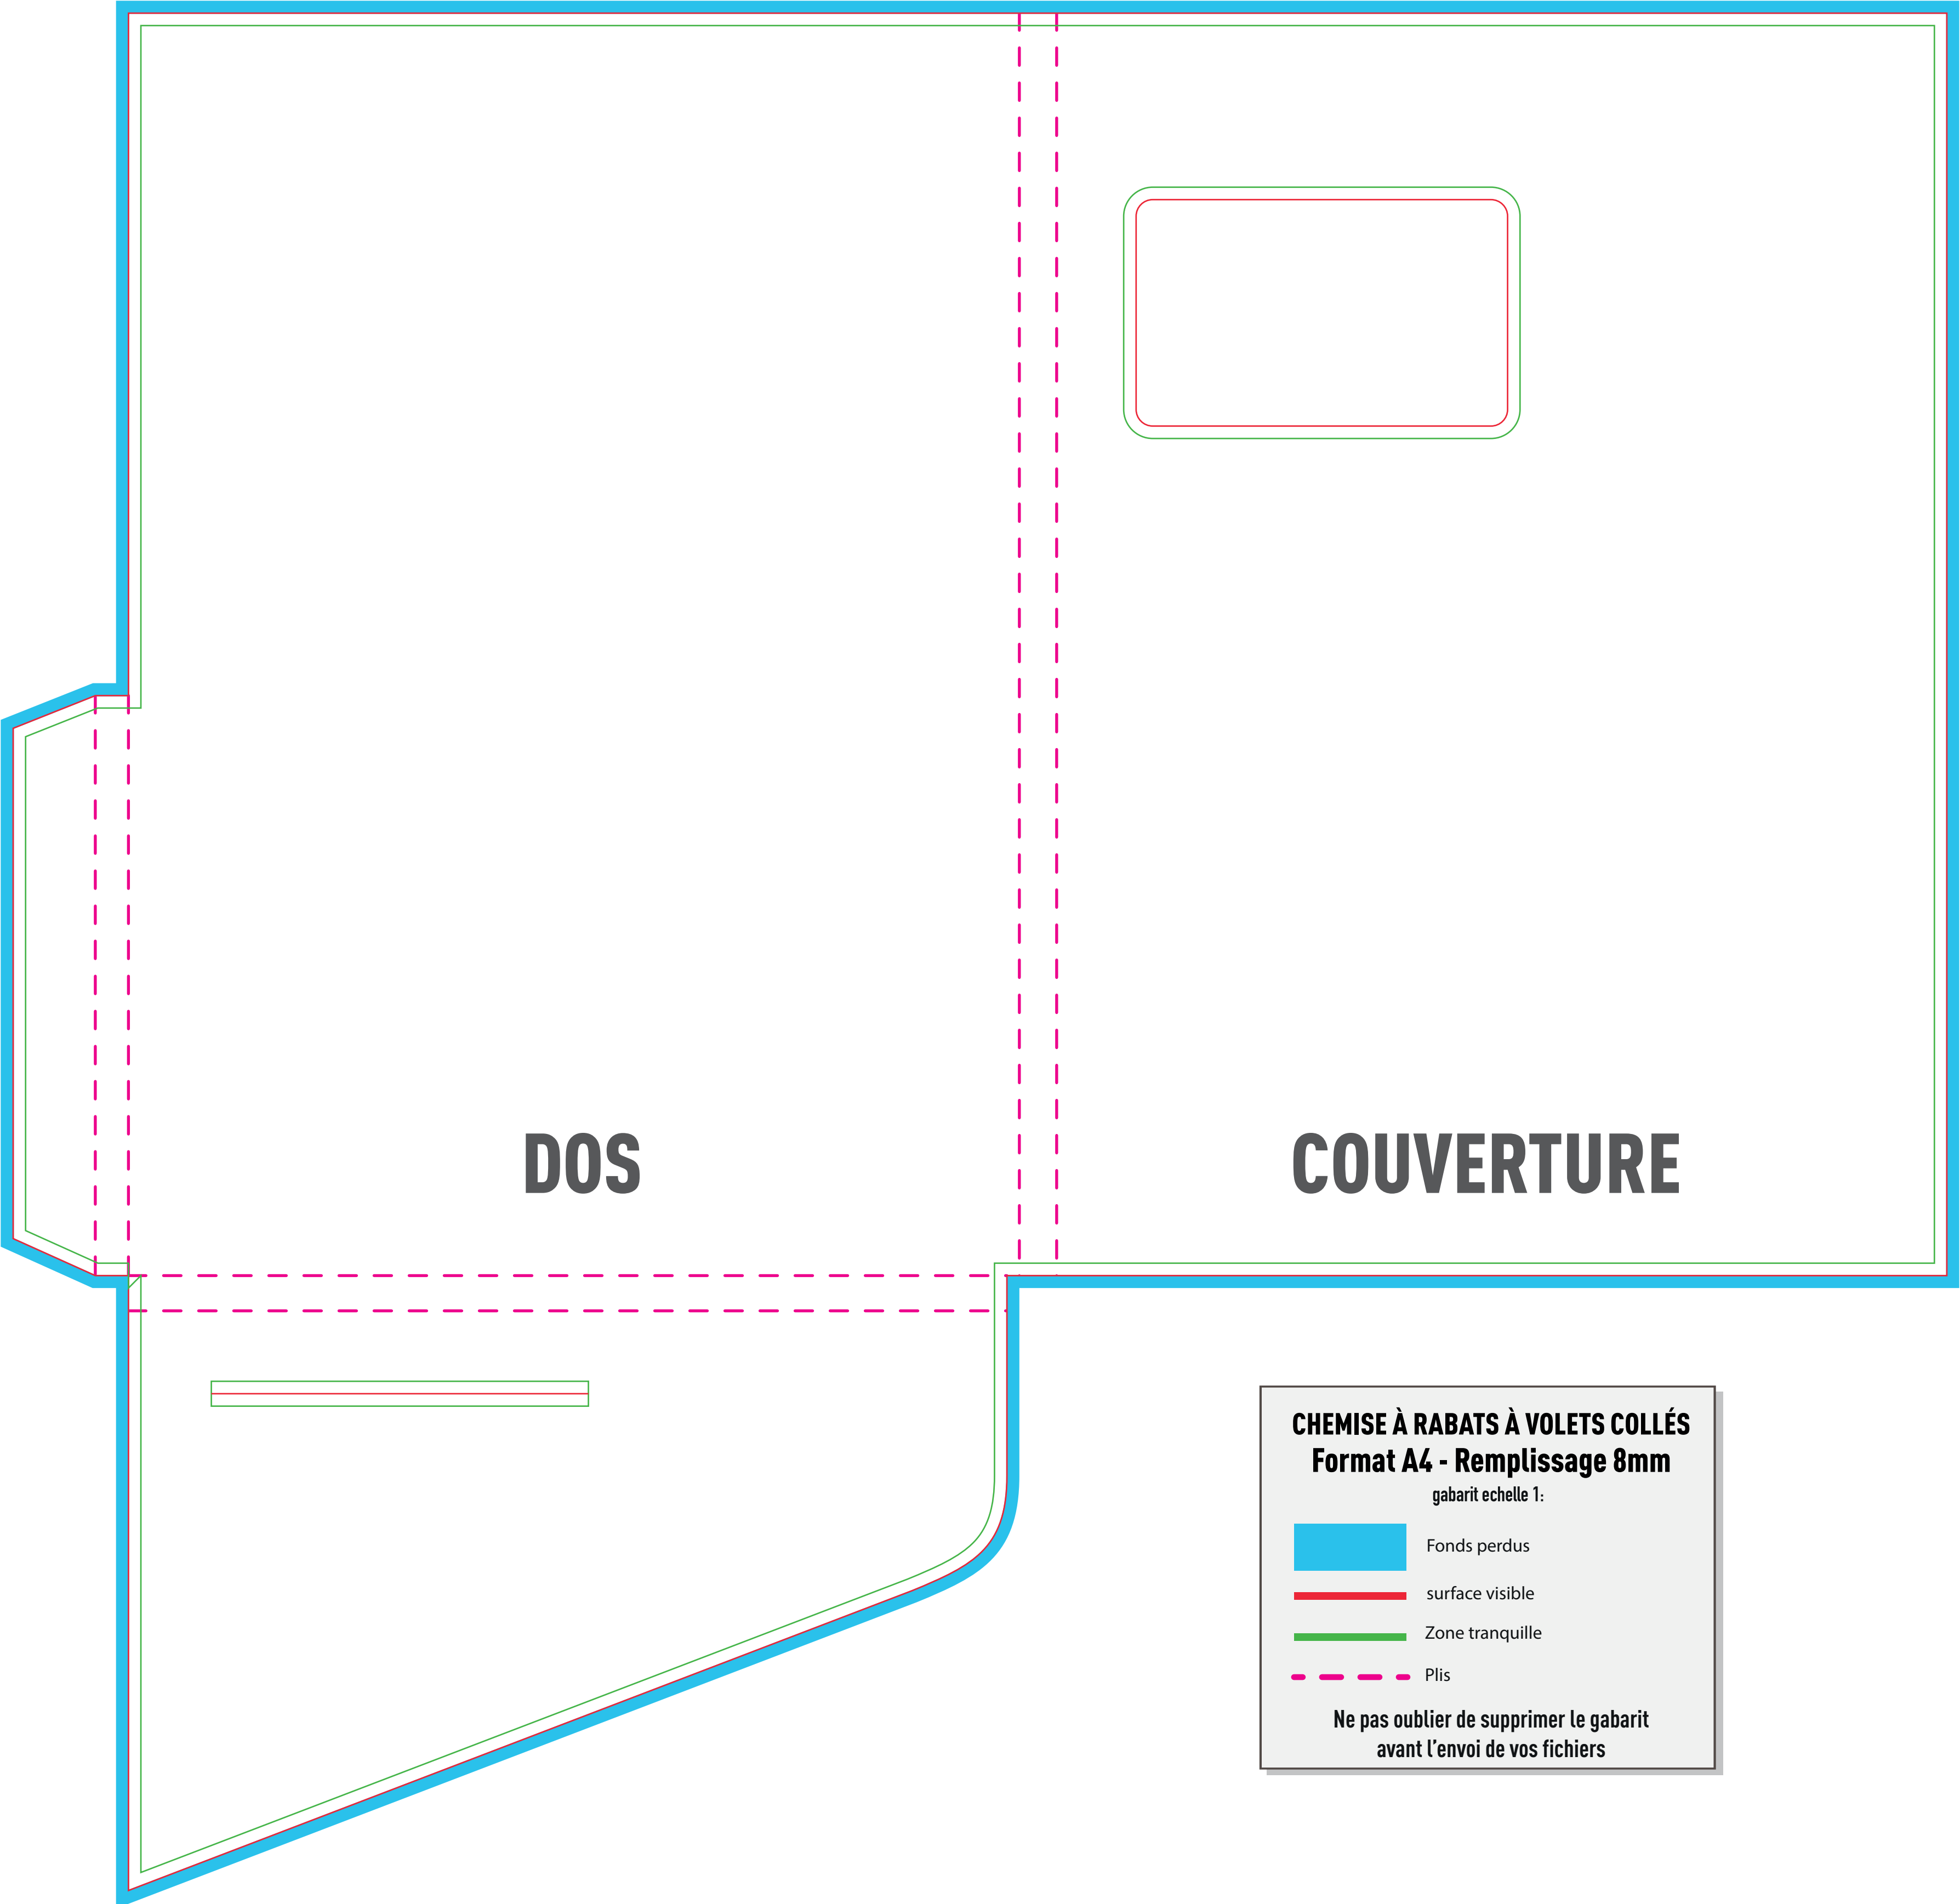 DOS
COUVERTURE
CHEMISE À RABATS À VOLETS COLLÉS
Format A4 - Remplissage 8mm
gabarit echelle 1:
Fonds perdus
surface visible
Zone tranquille
Plis
Ne pas oublier de supprimer le gabarit
avant l'envoi de vos fichiers